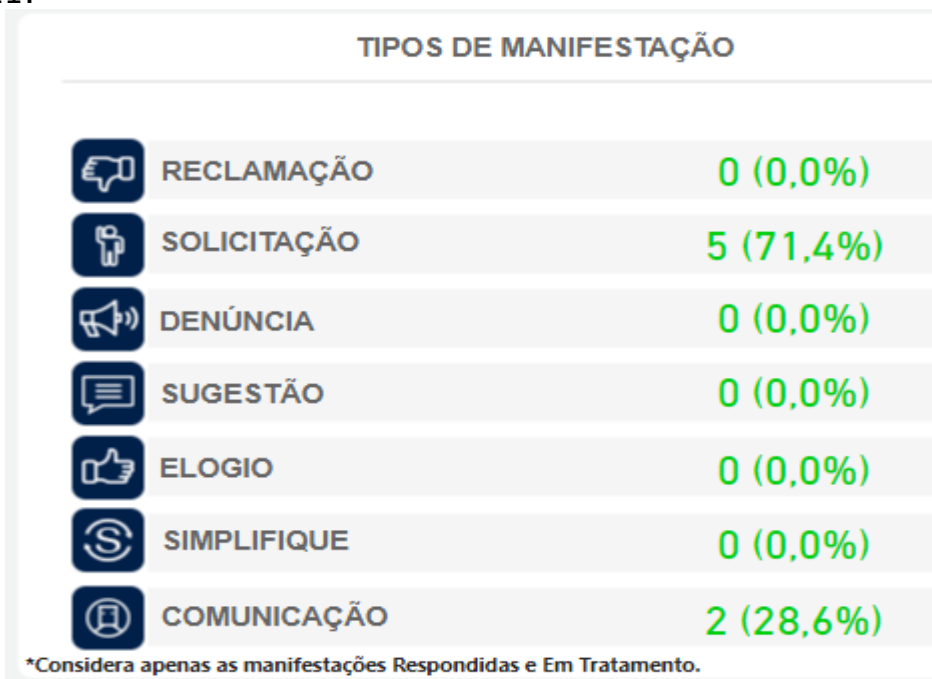 TIPOS DE MANIFESTAÇÃO
RECLAMAÇÃO 0 (0,0%)
SOLICITAÇÃO 5 (71,4%)
DENÚNCIA 0 (0,0%)
SUGESTÃO 0 (0,0%)
ELOGIO 0 (0,0%)
SIMPLIFIQUE 0 (0,0%)
COMUNICAÇÃO 2 (28,6%)
*Considera apenas as manifestações Respondidas e Em Tratamento.